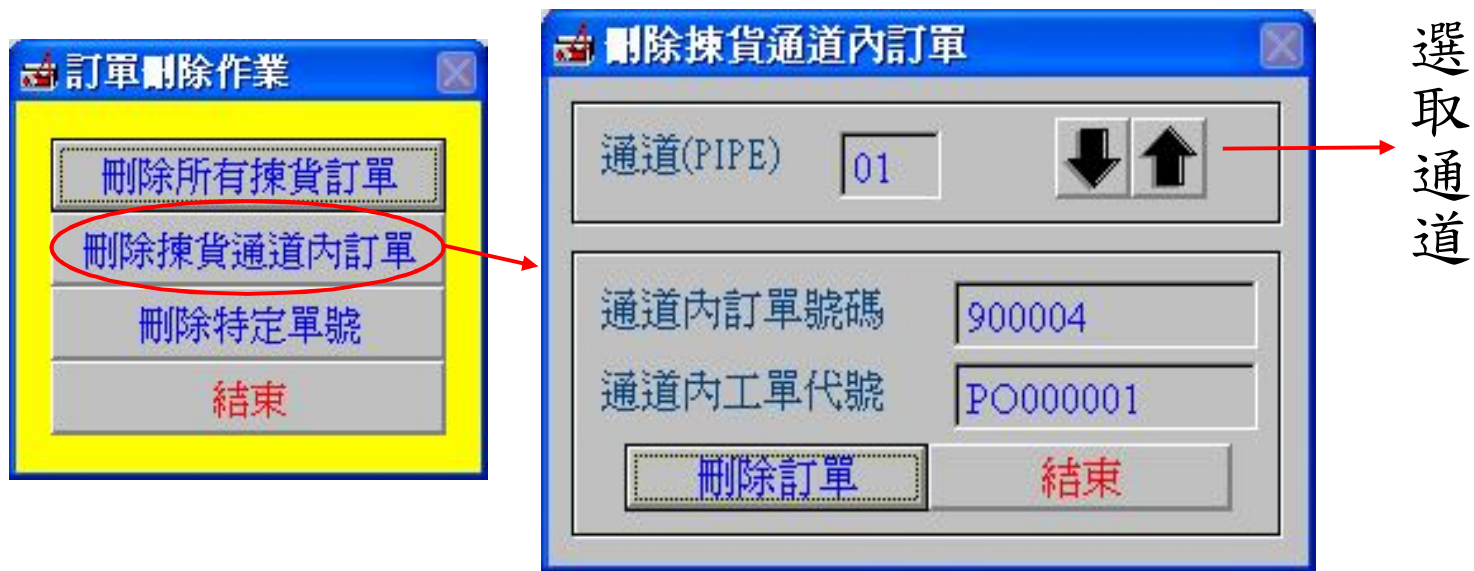 訂單刪除作業
刪除所有揀貨訂單
刪除揀貨通道內訂單
刪除特定單號
結束
刪除揀貨通道內訂單
通道(PIPE)
01
通道內訂單號碼
900004
通道內工單代號
PO000001
刪除訂單
結束
選取通道